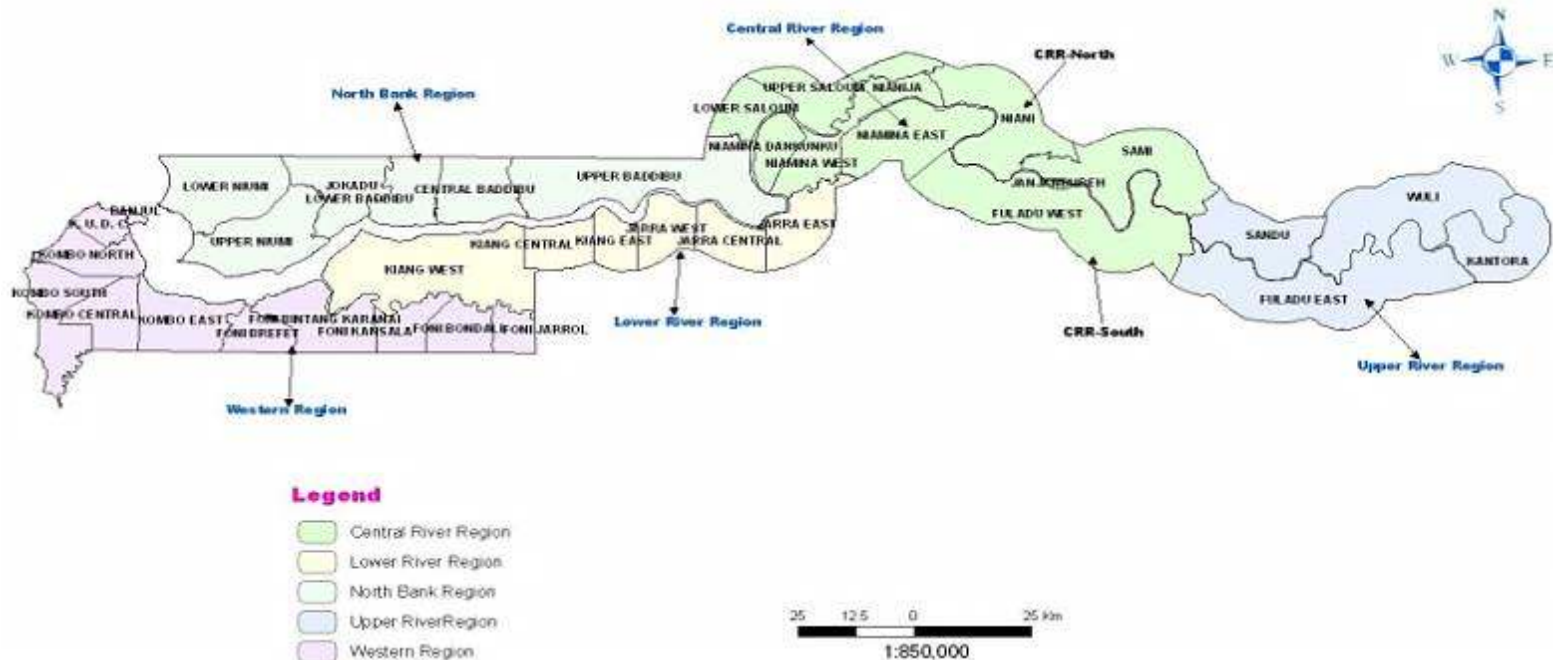 N
W
E
S
Central River Region
CRR-North
North Bank Region
UPPER SALOUM
NIANIJA
LOWER SALOUM
NIANI
NIAMINA EAST
NIAMINA DANKUNKU
NIAMINA WEST
SAMI
LOWER NIUMI
JOKADU
LOWER BADDIBU
CENTRAL BADDIBU
UPPER BADDIBU
JANJANBUREH
FULADU WEST
WULI
BANJUL
K. U. D. C
UPPER NIUMI
KIANG CENTRAL
KIANG EAST
JARRA WEST
JARRA CENTRAL
JARRA EAST
SANDU
KANTORA
KOMBO NORTH
KIANG WEST
KOMBO SOUTH
KOMBO CENTRAL
KOMBO EAST
FONI BINTANG KARANAI
FONI BREFET
FONI KANSALA
FONI BONDALI
FONI JARROL
FULADU EAST
Lower River Region
CRR-South
Upper River Region
Western Region
Legend
Central River Region
Lower River Region
North Bank Region
Upper RiverRegion
Western Region
25 12.5 0 25 Km
1:850,000